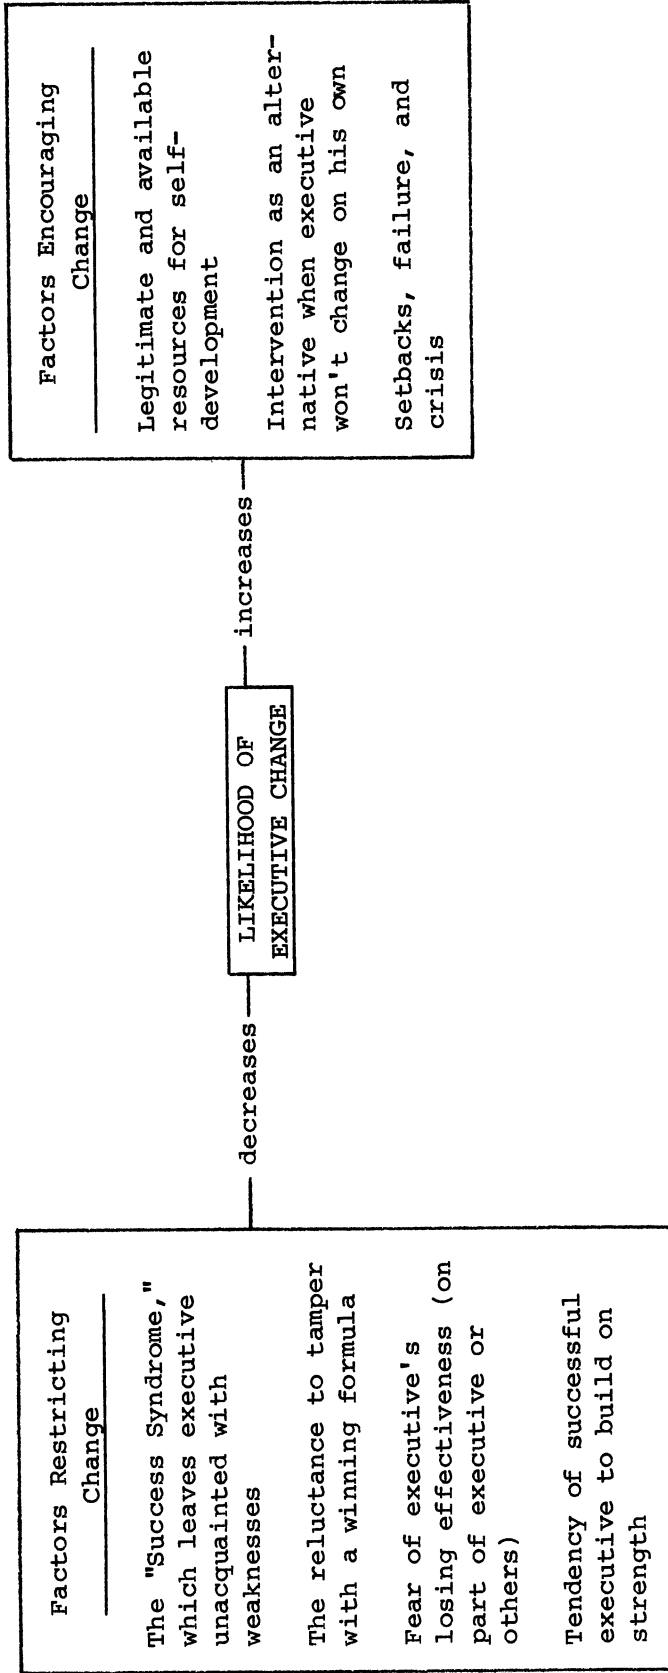 Factors Restricting
Change
The "Success Syndrome,"
which leaves executive
unacquainted with
weaknesses
The reluctance to tamper
with a winning formula
Fear of executive's
losing effectiveness (on
part of executive or
others)
Tendency of successful
executive to build on
strength
decreases
LIKELIHOOD OF
EXECUTIVE CHANGE
increases
Factors Encouraging
Change
Legitimate and available
resources for self-
development
Intervention as an alter-
native when executive
won't change on his own
Setbacks, failure, and
crisis